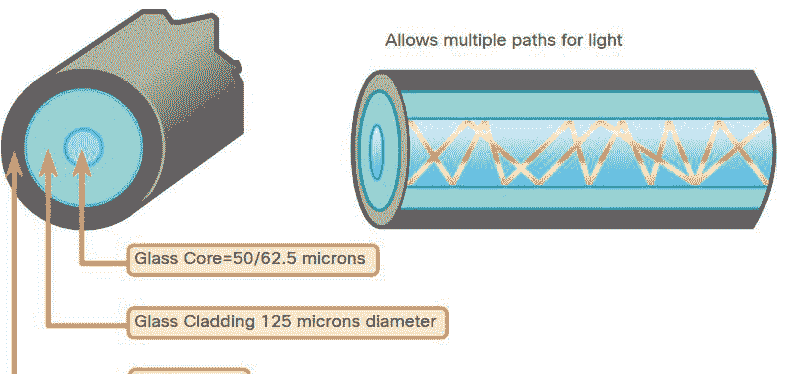 Allows multiple paths for light
Glass Core=50/62.5 microns
Glass Cladding 125 microns diameter